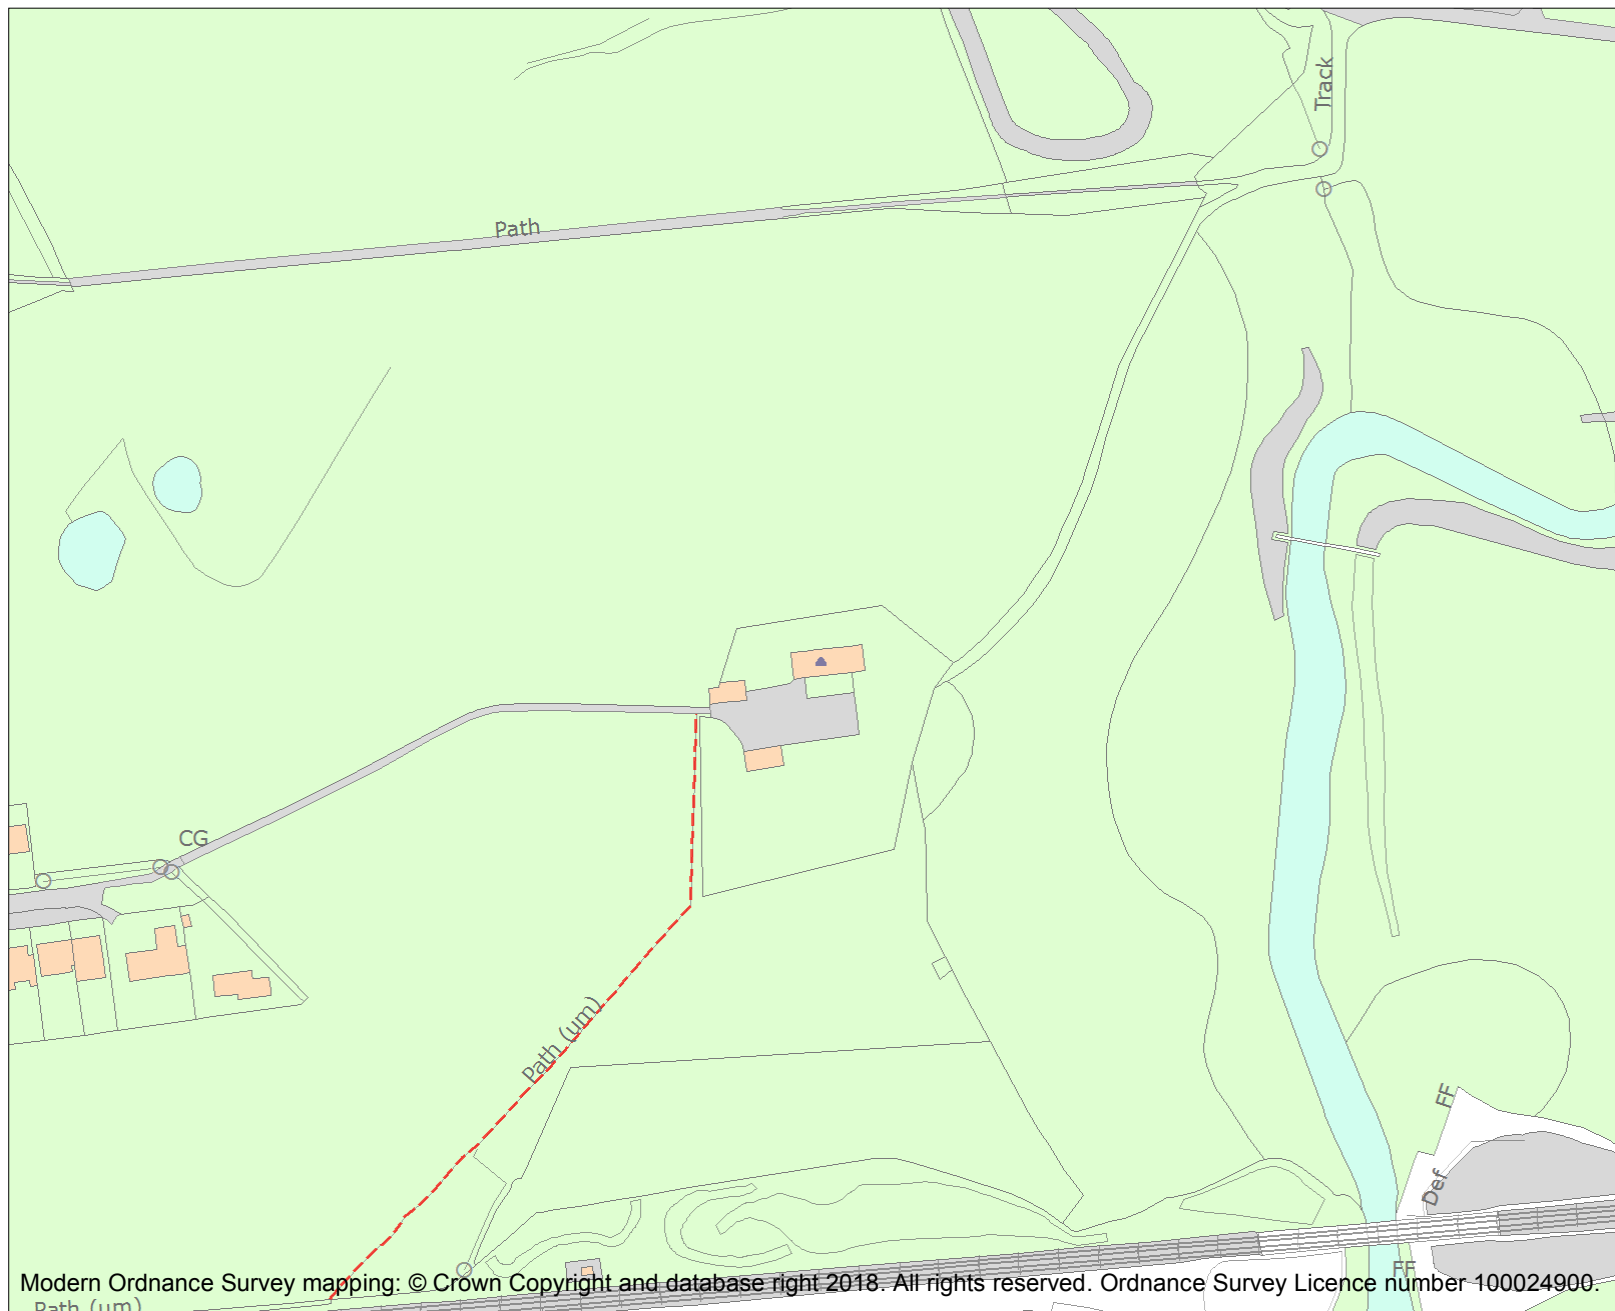 Track
Path
CG
Path (um)
FF
Def
FF
Modern Ordnance Survey mapping: © Crown Copyright and database right 2018. All rights reserved. Ordnance Survey Licence number 100024900.
Path (um)